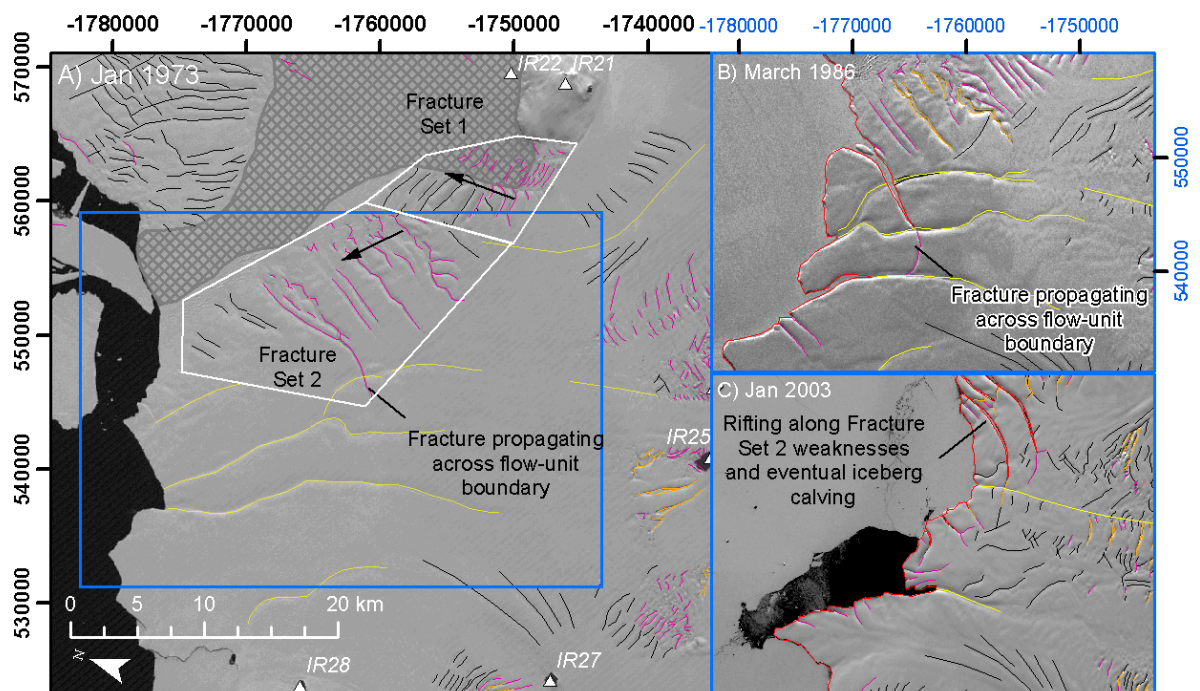 -1780000 -1770000 -1760000 -1750000 -1740000
-1780000 -1770000 -1760000 -1750000
A) Jan 1973
IR22 IR21
Fracture
Set 1
Fracture
Set 2
Fracture propagating
across flow-unit
boundary
IR25
IR28
IR27
570000
560000
550000
540000
530000
0 5 10 20 km
N
B) March 1986
Fracture propagating
across flow-unit
boundary
550000
540000
C) Jan 2003
Rifting along Fracture
Set 2 weaknesses
and eventual iceberg
calving